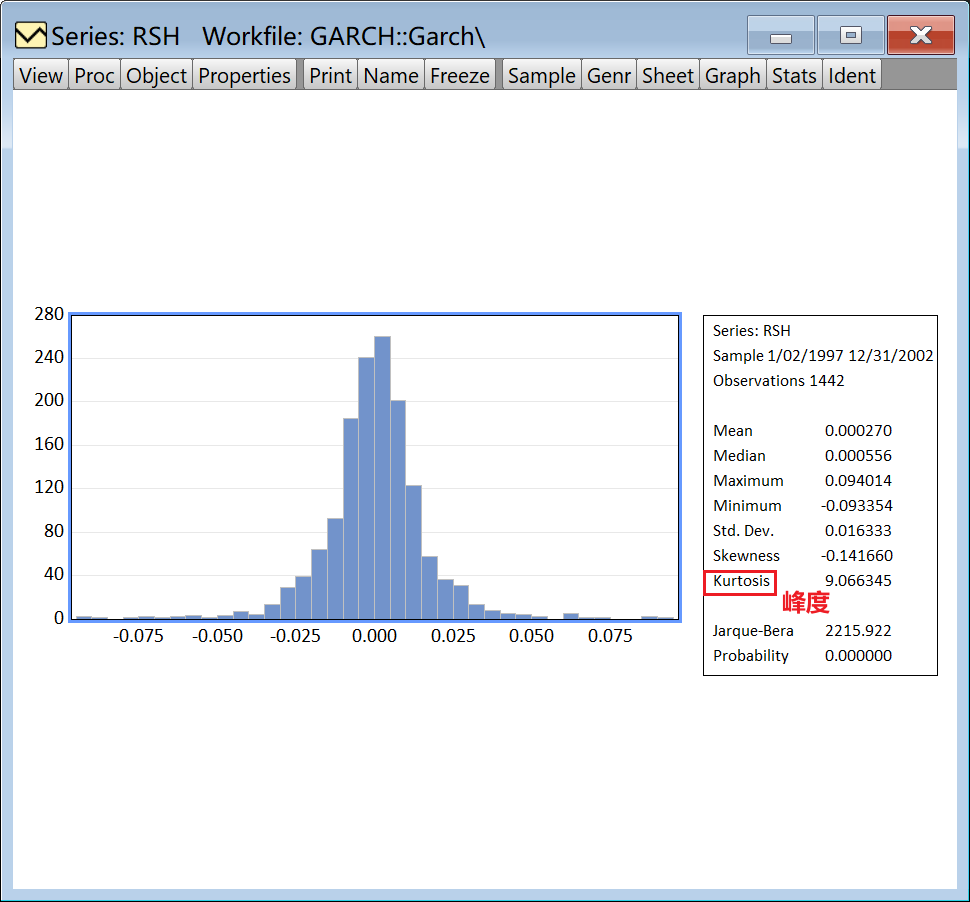 Series: RSH Workfile: GARCH::Garch\
View Proc Object Properties Print Name Freeze Sample Genr Sheet Graph Stats Ident
280
240
200
160
120
80
40
0
-0.075 -0.050 -0.025 0.000 0.025 0.050 0.075
Series: RSH
Sample 1/02/1997 12/31/2002
Observations 1442
Mean 0.000270
Median 0.000556
Maximum 0.094014
Minimum -0.093354
Std. Dev. 0.016333
Skewness -0.141660
Kurtosis 9.066345
峰度
Jarque-Bera 2215.922
Probability 0.000000